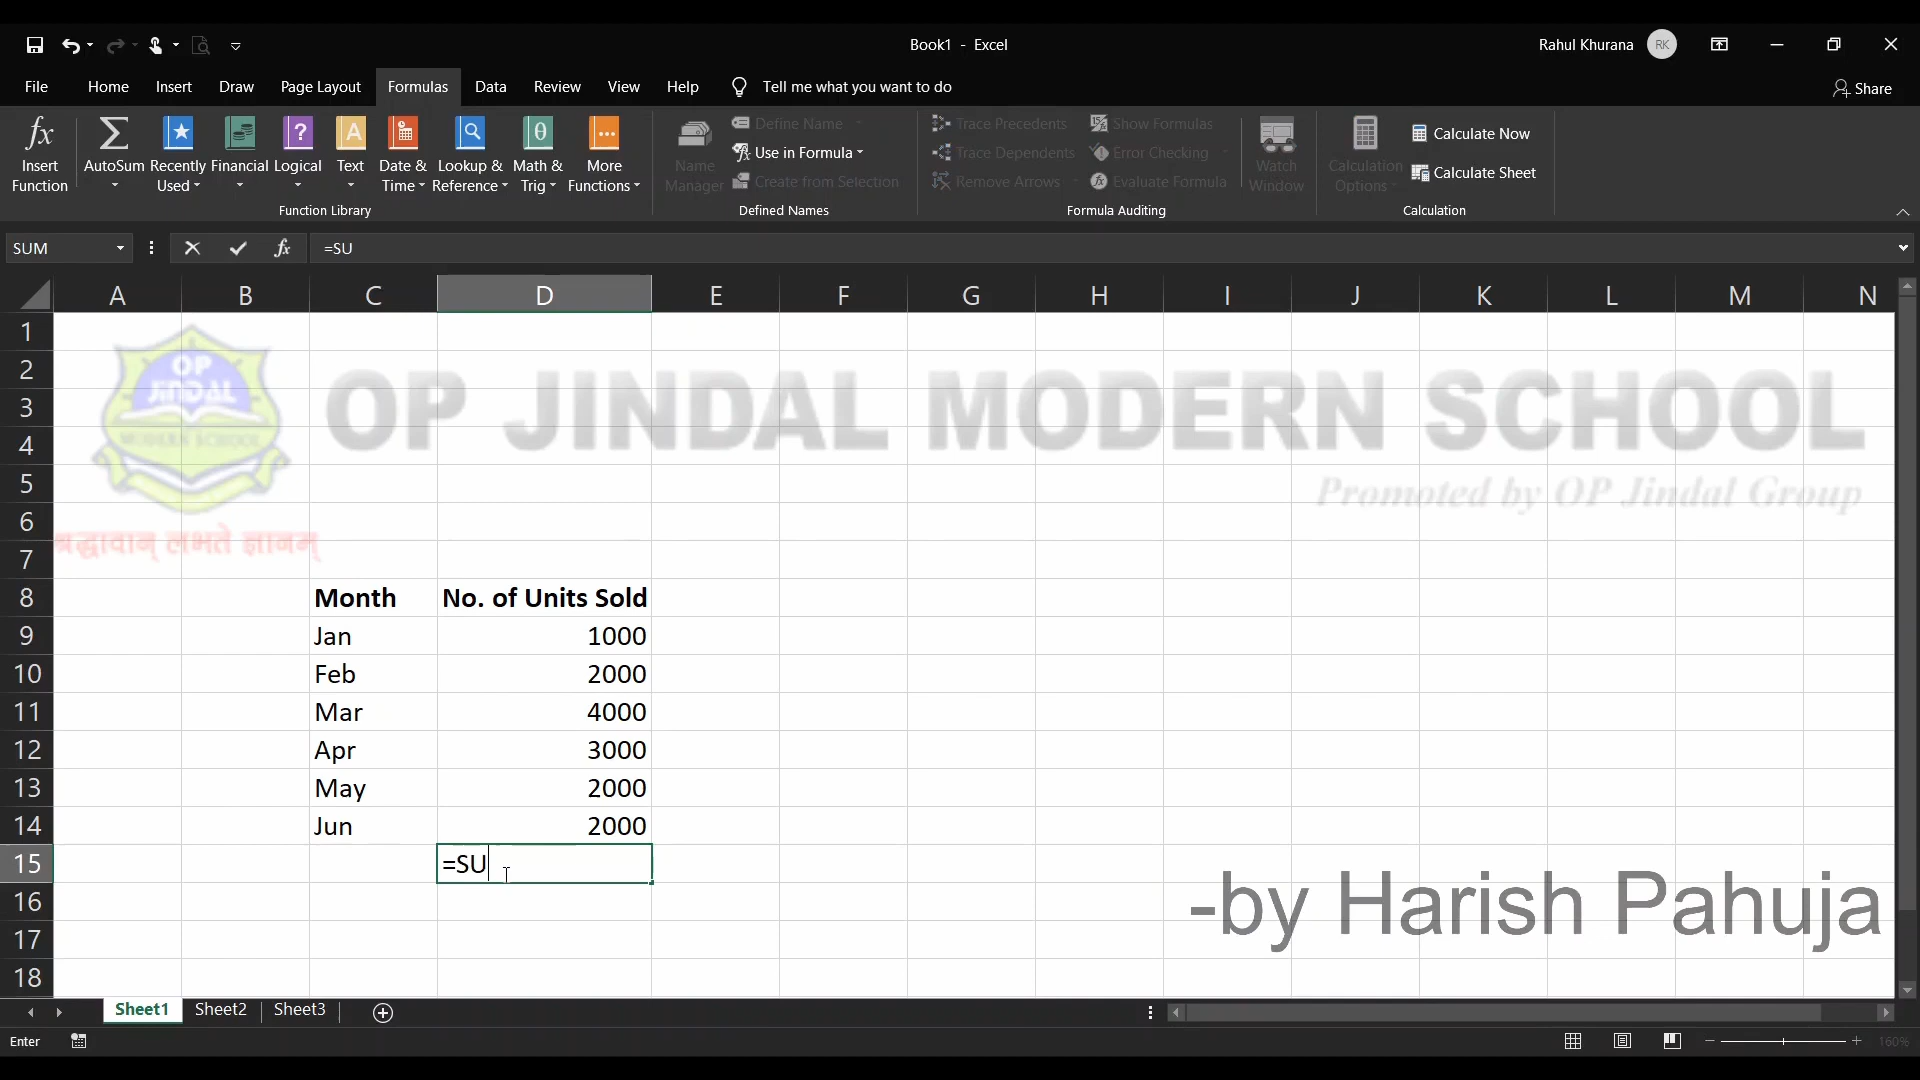 Book1 - Excel
Rahul Khurana RK
File Home Insert Draw Page Layout Formulas Data Review View Help Tell me what you want to do Share
fx Insert Function
Σ AutoSum
Recently Used
Financial
? Logical
A Text
Date & Time
Lookup & Reference
θ Math & Trig
More Functions
Function Library
Name Manager
Define Name
Use in Formula
Create from Selection
Defined Names
Trace Precedents
Trace Dependents
Remove Arrows
Show Formulas
Error Checking
Evaluate Formula
Formula Auditing
Watch Window
Calculation Options
Calculate Now
Calculate Sheet
Calculation
SUM fx =SU
A B C D E F G H I J K L M N
1
2
3
4
5
6
7
OP JINDAL
MODERN SCHOOL
श्रद्धावान् लभते ज्ञानम्
OP JINDAL MODERN SCHOOL
Promoted by OP Jindal Group
8 Month No. of Units Sold
9 Jan 1000
10 Feb 2000
11 Mar 4000
12 Apr 3000
13 May 2000
14 Jun 2000
15 =SU
16
17
18
-by Harish Pahuja
Sheet1 Sheet2 Sheet3
Enter 160%